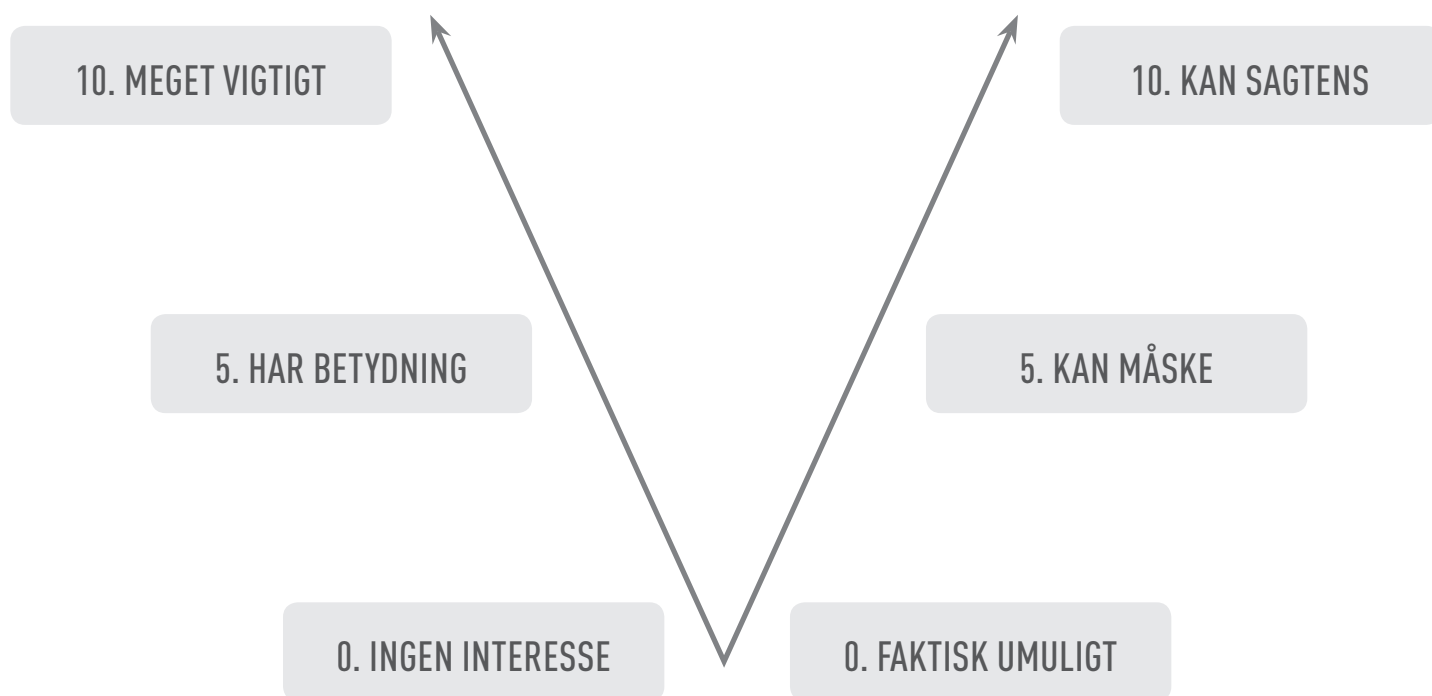 10. MEGET VIGTIGT
10. KAN SAGTENS
5. HAR BETYDNING
5. KAN MÅSKE
0. INGEN INTERESSE
0. FAKTISK UMULIGT